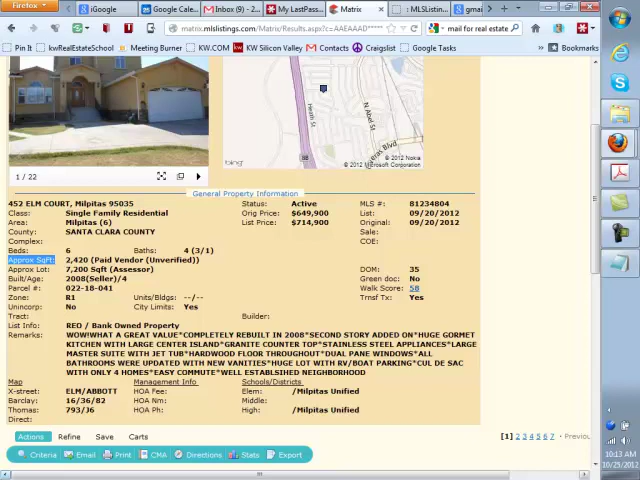 Firefox
iGoogle
Google Cale
Inbox (9) - 2
My LastPass
Matrix
: MLSListin
gmai
matrix.mlslistings.com/Matrix/Results.aspx?c=AAEAAAD
mail for real estate
Pin It
kwRealEstateSchool
Meeting Burner
KW.COM
KW Silicon Valley
Contacts
Craigslist
Google Tasks
Bookmarks
Heath St
N Abel St
eras Blvd
bing
© 2012 Nokia
© 2012 Microsoft Corporation
1 / 22
General Property Information
452 ELM COURT, Milpitas 95035 Status: Active MLS #: 81234804
Class: Single Family Residential Orig Price: $649,900 List: 09/20/2012
Area: Milpitas (6) List Price: $714,900 Original: 09/20/2012
County: SANTA CLARA COUNTY Sale:
Complex: COE:
Beds: 6 Baths: 4 (3/1)
Approx SqFt: 2,420 (Paid Vendor (Unverified))
Approx Lot: 7,200 Sqft (Assessor) DOM: 35
Built/Age: 2008(Seller)/4 Green doc: No
Parcel #: 022-18-041 Walk Score: 58
Zone: R1 Units/Bldgs: --/-- Trnsf Tx: Yes
Unincorp: No City Limits: Yes
Tract: Builder:
List Info: REO / Bank Owned Property
Remarks: WOW!WHAT A GREAT VALUE*COMPLETELY REBUILT IN 2008*SECOND STORY ADDED ON*HUGE GORMET
KITCHEN WITH LARGE CENTER ISLAND*GRANITE COUNTER TOP*STAINLESS STEEL APPLIANCES*LARGE
MASTER SUITE WITH JET TUB*HARDWOOD FLOOR THROUGHOUT*DUAL PANE WINDOWS*ALL
BATHROOMS WERE UPDATED WITH NEW VANITIES*HUGE LOT WITH RV/BOAT PARKING*CUL DE SAC
WITH ONLY 4 HOMES*EASY COMMUTE*WELL ESTABLSIHED NEIGHBORHOOD
Map Management Info Schools/Districts
X-street: ELM/ABBOTT HOA Fee: Elem: /Milpitas Unified
Barclay: 16/36/82 HOA Nm: Middle:
Thomas: 793/J6 HOA Ph: High: /Milpitas Unified
Direct:
Actions Refine Save Carts [1] 2 3 4 5 6 7 Previou
Criteria Email Print CMA Directions Stats Export
10:13 AM
10/25/2012